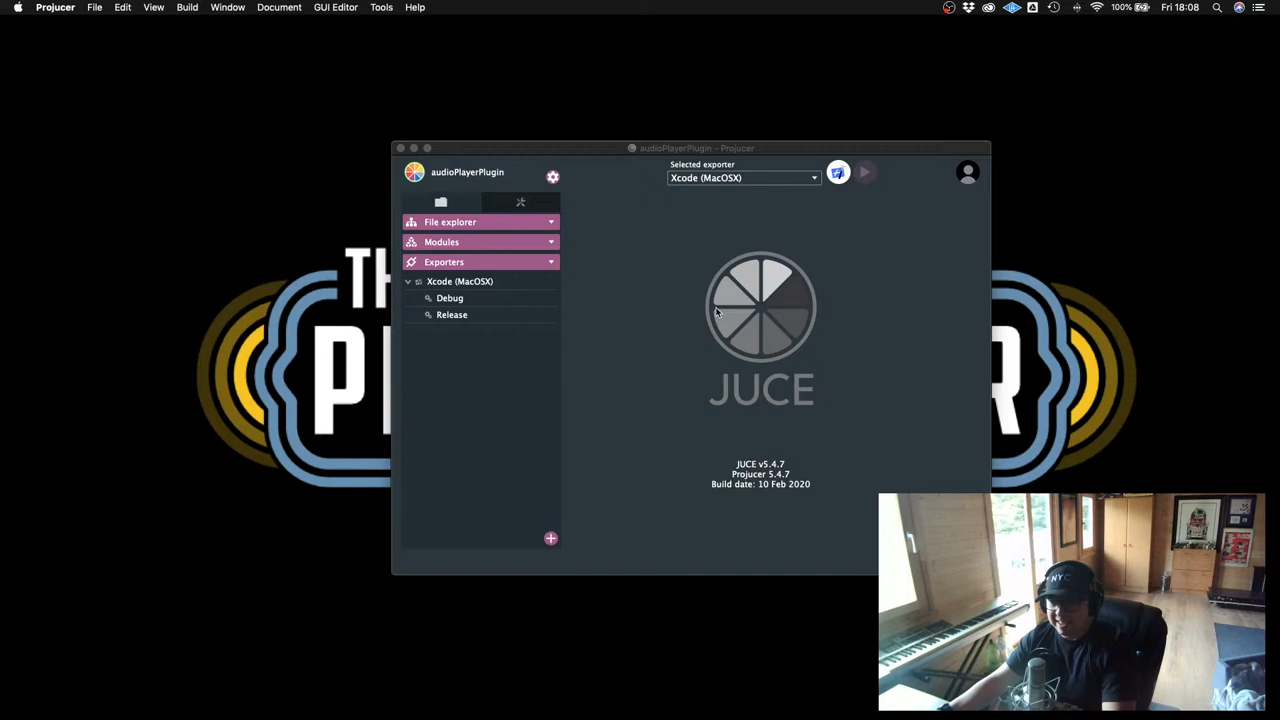 Projucer File Edit View Build Window Document GUI Editor Tools Help
100% Fri 18:08
audioPlayerPlugin - Projucer
audioPlayerPlugin
Selected exporter
Xcode (MacOSX)
File explorer
Modules
Exporters
Xcode (MacOSX)
Debug
Release
JUCE
JUCE v5.4.7
Projucer 5.4.7
Build date: 10 Feb 2020
TH
P
R
NYC